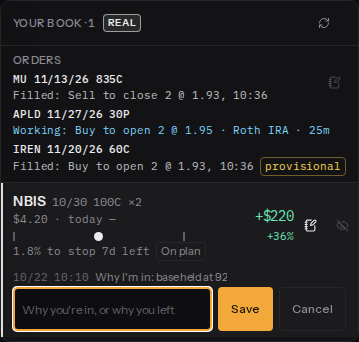 YOUR BOOK · 1 REAL
ORDERS
MU 11/13/26 835C
Filled: Sell to close 2 @ 1.93, 10:36
APLD 11/27/26 30P
Working: Buy to open 2 @ 1.95 · Roth IRA · 25m
IREN 11/20/26 60C
Filled: Buy to open 2 @ 1.93, 10:36 provisional
NBIS 10/30 100C ×2 +$220
$4.20 · today —
+36%
1.8% to stop 7d left On plan
10/22 10:10 Why I'm in: base held at 92
Why you're in, or why you left Save Cancel